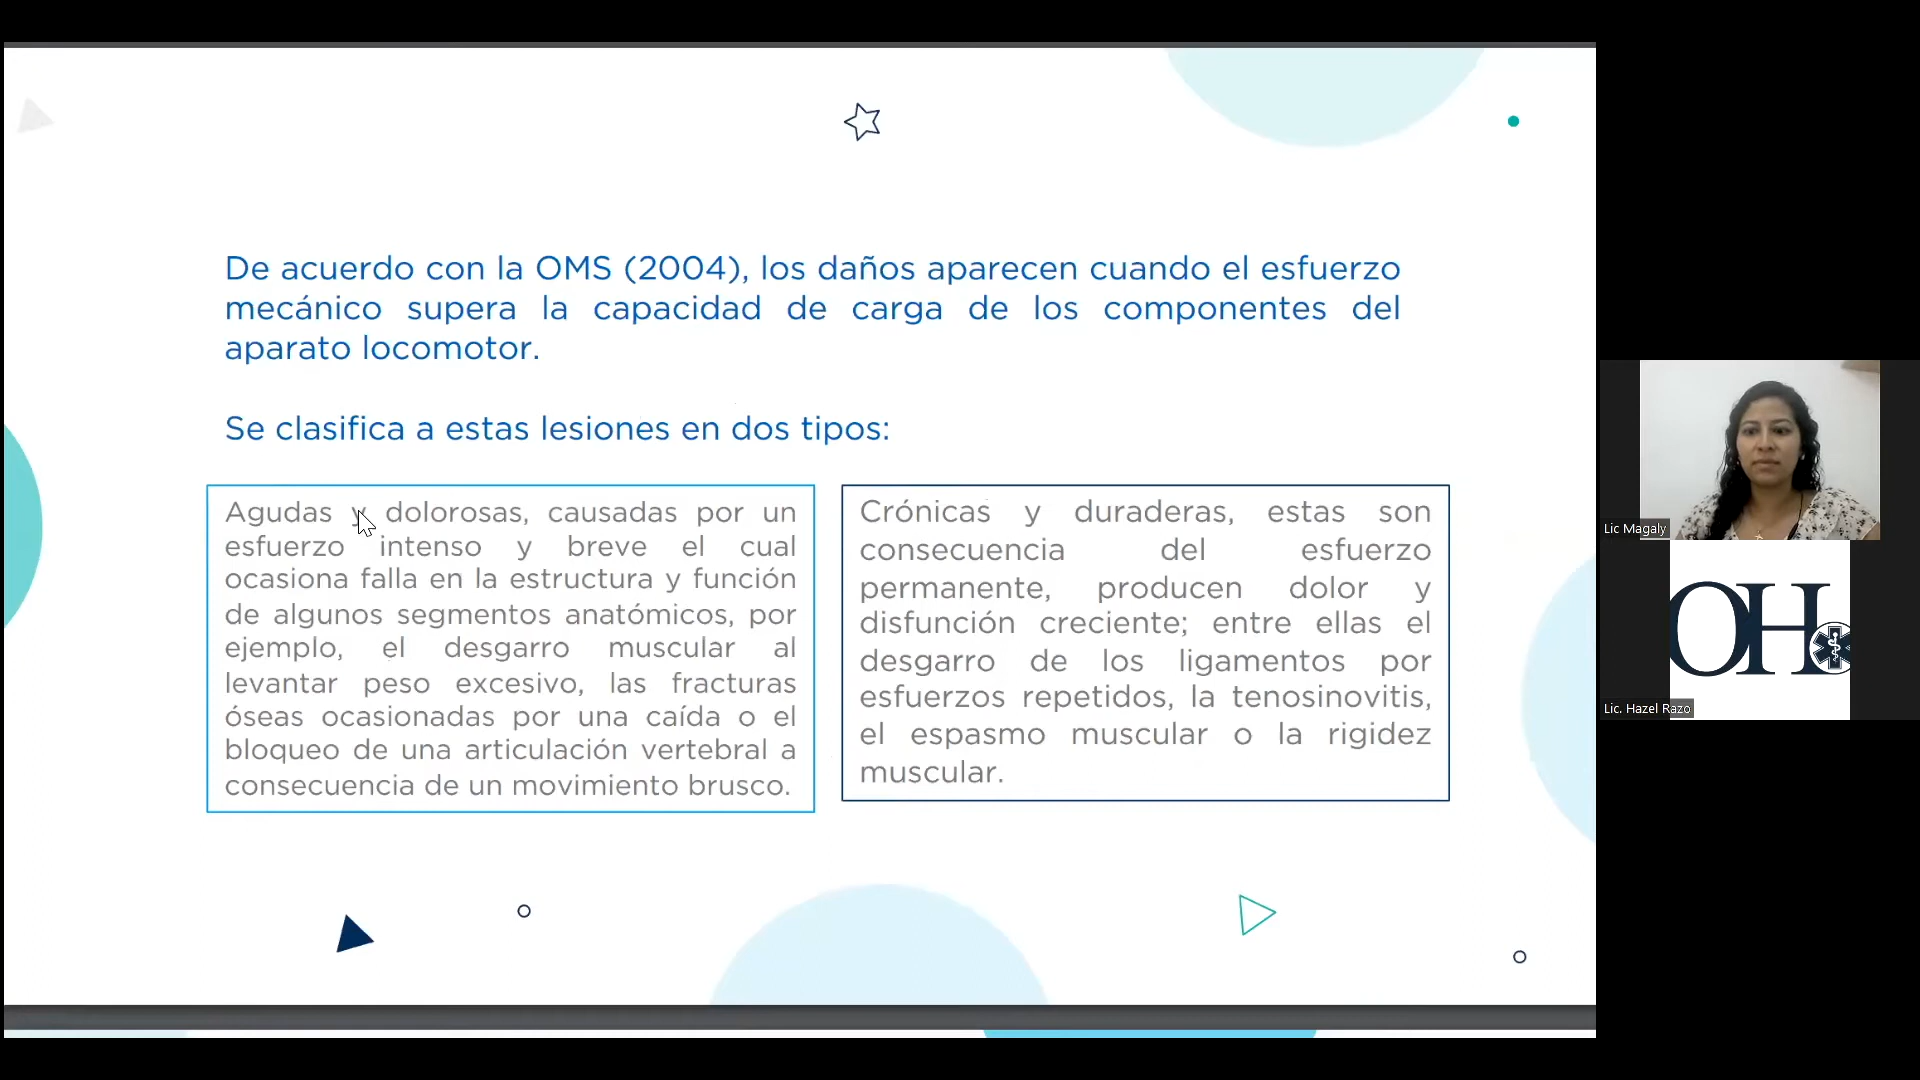 De acuerdo con la OMS (2004), los daños aparecen cuando el esfuerzo
mecánico supera la capacidad de carga de los componentes del
aparato locomotor.
Se clasifica a estas lesiones en dos tipos:
Agudas y dolorosas, causadas por un
esfuerzo intenso y breve el cual
ocasiona falla en la estructura y función
de algunos segmentos anatómicos, por
ejemplo, el desgarro muscular al
levantar peso excesivo, las fracturas
óseas ocasionadas por una caída o el
bloqueo de una articulación vertebral a
consecuencia de un movimiento brusco.
Crónicas y duraderas, estas son
consecuencia del esfuerzo
permanente, producen dolor y
disfunción creciente; entre ellas el
desgarro de los ligamentos por
esfuerzos repetidos, la tenosinovitis,
el espasmo muscular o la rigidez
muscular.
Lic Magaly
OH
Lic. Hazel Razo